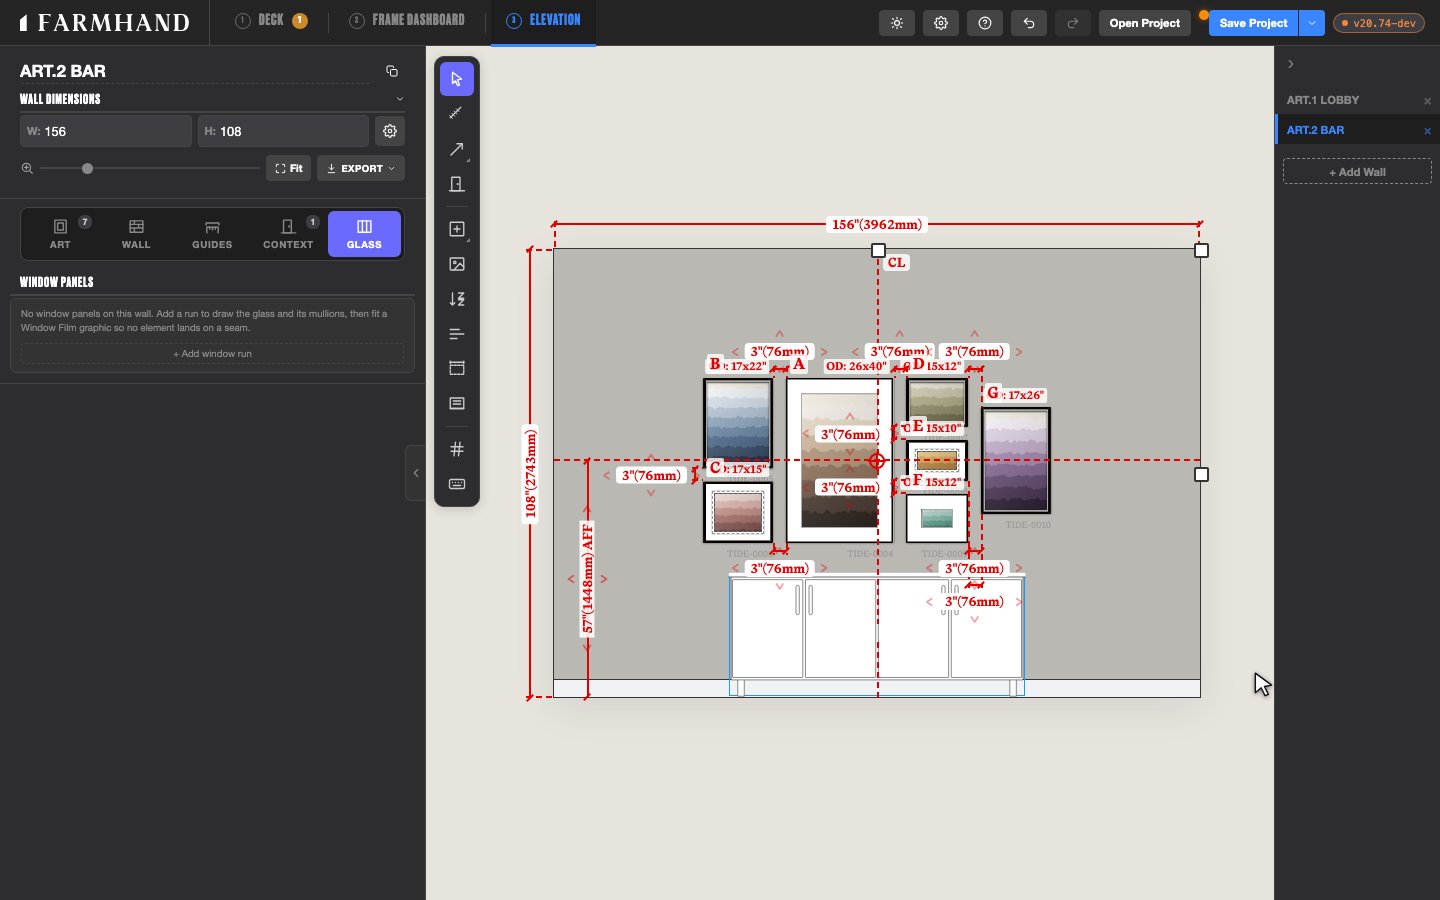 FARMHAND
1 DECK 1
2 FRAME DASHBOARD
3 ELEVATION
Open Project
Save Project
v20.74-dev
ART.2 BAR
WALL DIMENSIONS
W: 156
H: 108
Fit
EXPORT
ART 7
WALL
GUIDES
CONTEXT 1
GLASS
WINDOW PANELS
No window panels on this wall. Add a run to draw the glass and its mullions, then fit a
Window Film graphic so no element lands on a seam.
+ Add window run
156"(3962mm)
CL
3"(76mm)
3"(76mm)
3"(76mm)
B : 17x22"
A OD: 26x40"
D 15x12"
G : 17x26"
3"(76mm)
E 15x10"
108"(2743mm)
3"(76mm)
C : 17x15"
3"(76mm)
F 15x12"
57"(1448mm) AFF
TIDE-0010
3"(76mm)
3"(76mm)
3"(76mm)
ART.1 LOBBY ×
ART.2 BAR ×
+ Add Wall